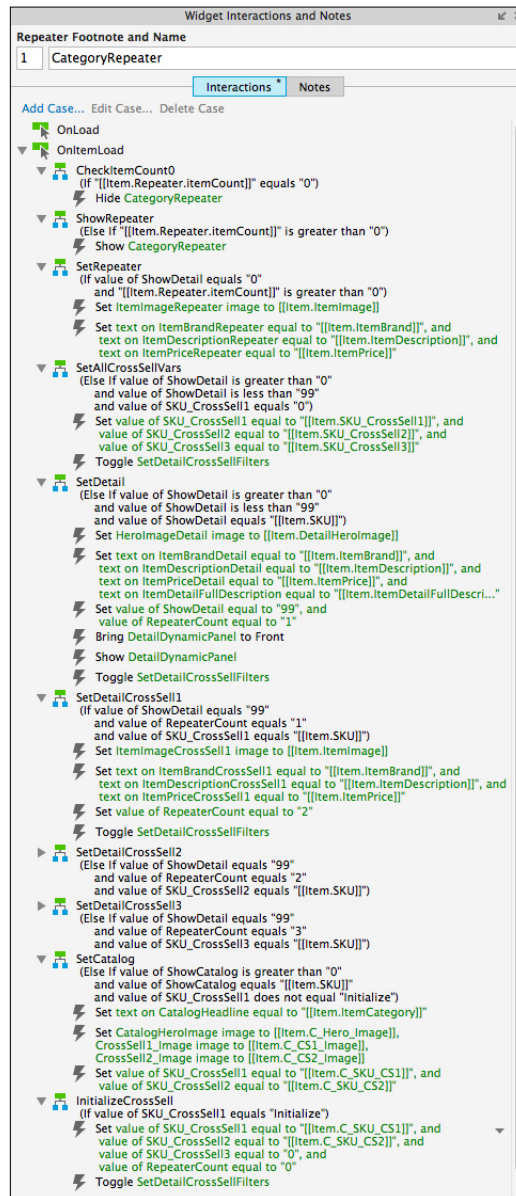 Widget Interactions and Notes
Repeater Footnote and Name
1 CategoryRepeater
Interactions * Notes
Add Case... Edit Case... Delete Case
OnLoad
OnItemLoad
CheckItemCount0
(If "[[Item.Repeater.itemCount]]" equals "0")
Hide CategoryRepeater
ShowRepeater
(Else If "[[Item.Repeater.itemCount]]" is greater than "0")
Show CategoryRepeater
SetRepeater
(If value of ShowDetail equals "0"
and "[[Item.Repeater.itemCount]]" is greater than "0")
Set ItemImageRepeater image to [[Item.ItemImage]]
Set text on ItemBrandRepeater equal to "[[Item.ItemBrand]]", and
text on ItemDescriptionRepeater equal to "[[Item.ItemDescription]]", and
text on ItemPriceRepeater equal to "[[Item.ItemPrice]]"
SetAllCrossSellVars
(Else If value of ShowDetail is greater than "0"
and value of ShowDetail is less than "99"
and value of SKU_CrossSell1 equals "0")
Set value of SKU_CrossSell1 equal to "[[Item.SKU_CrossSell1]]", and
value of SKU_CrossSell2 equal to "[[Item.SKU_CrossSell2]]", and
value of SKU_CrossSell3 equal to "[[Item.SKU_CrossSell3]]"
Toggle SetDetailCrossSellFilters
SetDetail
(Else If value of ShowDetail is greater than "0"
and value of ShowDetail is less than "99"
and value of ShowDetail equals "[[Item.SKU]]")
Set HeroImageDetail image to [[Item.DetailHeroImage]]
Set text on ItemBrandDetail equal to "[[Item.ItemBrand]]", and
text on ItemDescriptionDetail equal to "[[Item.ItemDescription]]", and
text on ItemPriceDetail equal to "[[Item.ItemPrice]]", and
text on ItemDetailFullDescription equal to "[[Item.ItemDetailFullDescri..."
Set value of ShowDetail equal to "99", and
value of RepeaterCount equal to "1"
Bring DetailDynamicPanel to Front
Show DetailDynamicPanel
Toggle SetDetailCrossSellFilters
SetDetailCrossSell1
(If value of ShowDetail equals "99"
and value of RepeaterCount equals "1"
and value of SKU_CrossSell1 equals "[[Item.SKU]]")
Set ItemImageCrossSell1 image to [[Item.ItemImage]]
Set text on ItemBrandCrossSell1 equal to "[[Item.ItemBrand]]", and
text on ItemDescriptionCrossSell1 equal to "[[Item.ItemDescription]]", and
text on ItemPriceCrossSell1 equal to "[[Item.ItemPrice]]"
Set value of RepeaterCount equal to "2"
Toggle SetDetailCrossSellFilters
SetDetailCrossSell2
(Else If value of ShowDetail equals "99"
and value of RepeaterCount equals "2"
and value of SKU_CrossSell2 equals "[[Item.SKU]]")
SetDetailCrossSell3
(Else If value of ShowDetail equals "99"
and value of RepeaterCount equals "3"
and value of SKU_CrossSell3 equals "[[Item.SKU]]")
SetCatalog
(Else If value of ShowCatalog is greater than "0"
and value of ShowCatalog equals "[[Item.SKU]]"
and value of SKU_CrossSell1 does not equal "Initialize")
Set text on CatalogHeadline equal to "[[Item.ItemCategory]]"
Set CatalogHeroImage image to [[Item.C_Hero_Image]],
CrossSell1_Image image to [[Item.C_CS1_Image]],
CrossSell2_Image image to [[Item.C_CS2_Image]]
Set value of SKU_CrossSell1 equal to "[[Item.C_SKU_CS1]]", and
value of SKU_CrossSell2 equal to "[[Item.C_SKU_CS2]]"
InitializeCrossSell
(If value of SKU_CrossSell1 equals "Initialize")
Set value of SKU_CrossSell1 equal to "[[Item.C_SKU_CS1]]", and
value of SKU_CrossSell2 equal to "[[Item.C_SKU_CS2]]", and
value of SKU_CrossSell3 equal to "0", and
value of RepeaterCount equal to "0"
Toggle SetDetailCrossSellFilters